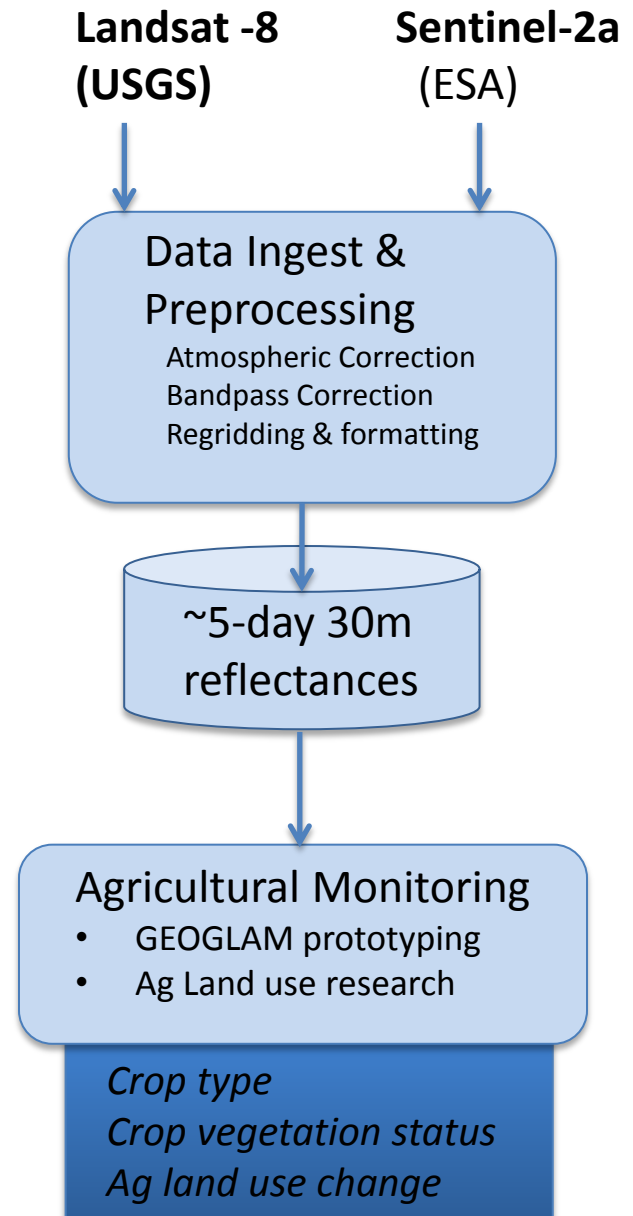 Landsat -8
(USGS)
Sentinel-2a
(ESA)
Data Ingest &
Preprocessing
Atmospheric Correction
Bandpass Correction
Regridding & formatting
~5-day 30m
reflectances
Agricultural Monitoring
• GEOGLAM prototyping
• Ag Land use research
Crop type
Crop vegetation status
Ag land use change